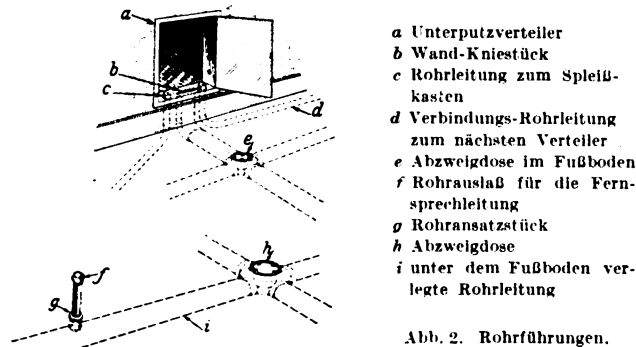 a
b
c
d
e
f
g
h
i
a Unterputzverteiler
b Wand-Kniestück
c Rohrleitung zum Spleiß-
kasten
d Verbindungs-Rohrleitung
zum nächsten Verteiler
e Abzweigdose im Fußboden
f Rohrauslaß für die Fern-
sprechleitung
g Rohransatzstück
h Abzweigdose
i unter dem Fußboden ver-
legte Rohrleitung
Abb. 2. Rohrführungen.